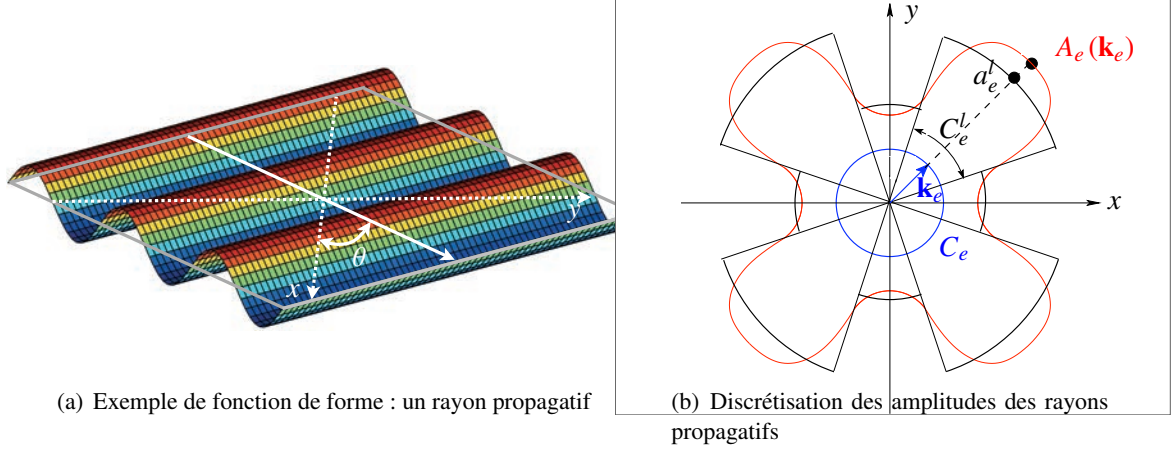 y
x
θ
(a) Exemple de fonction de forme : un rayon propagatif
y
A_e(k_e)
a_e^l
C_e^l
k_e
x
C_e
(b) Discrétisation des amplitudes des rayons
propagatifs